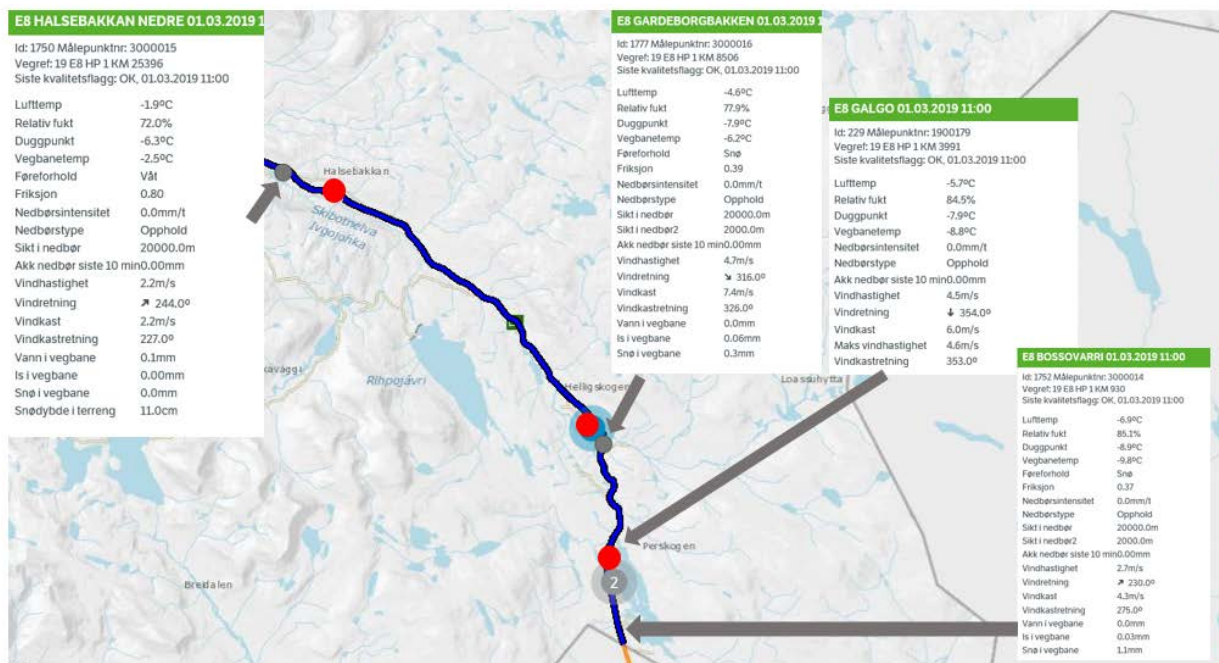 E8 HALSEBAKKAN NEDRE 01.03.2019 1
Id: 1750 Målepunktnr: 3000015
Vegref: 19 E8 HP 1 KM 25396
Siste kvalitetsflagg: OK, 01.03.2019 11:00
Lufttemp -1.9ºC
Relativ fukt 72.0%
Duggpunkt -6.3ºC
Vegbanetemp -2.5ºC
Føreforhold Våt
Friksjon 0.80
Nedbørsintensitet 0.0mm/t
Nedbørstype Opphold
Sikt i nedbør 20000.0m
Akk nedbør siste 10 min0.00mm
Vindhastighet 2.2m/s
Vindretning ↗ 244.0º
Vindkast 2.2m/s
Vindkastretning 227.0º
Vann i vegbane 0.1mm
Is i vegbane 0.00mm
Snø i vegbane 0.0mm
Snødybde i terreng 11.0cm
E8 GARDEBORGBAKKEN 01.03.2019 1
Id: 1777 Målepunktnr: 3000016
Vegref: 19 E8 HP 1 KM 8506
Siste kvalitetsflagg: OK, 01.03.2019 11:00
Lufttemp -4.6ºC
Relativ fukt 77.9%
Duggpunkt -7.9ºC
Vegbanetemp -6.2ºC
Føreforhold Snø
Friksjon 0.39
Nedbørsintensitet 0.0mm/t
Nedbørstype Opphold
Sikt i nedbør 20000.0m
Sikt i nedbør2 2000.0m
Akk nedbør siste 10 min0.00mm
Vindhastighet 4.7m/s
Vindretning ↘ 316.0º
Vindkast 7.4m/s
Vindkastretning 326.0º
Vann i vegbane 0.0mm
Is i vegbane 0.06mm
Snø i vegbane 0.3mm
E8 GALGO 01.03.2019 11:00
Id: 229 Målepunktnr: 1900179
Vegref: 19 E8 HP 1 KM 3991
Siste kvalitetsflagg: OK, 01.03.2019 11:00
Lufttemp -5.7ºC
Relativ fukt 84.5%
Duggpunkt -7.9ºC
Vegbanetemp -8.8ºC
Nedbørsintensitet 0.0mm/t
Nedbørstype Opphold
Akk nedbør siste 10 min0.00mm
Vindhastighet 4.5m/s
Vindretning ↓ 354.0º
Vindkast 6.0m/s
Maks vindhastighet 4.6m/s
Vindkastretning 353.0º
E8 BOSSOVARRI 01.03.2019 11:00
Id: 1752 Målepunktnr: 3000014
Vegref: 19 E8 HP 1 KM 930
Siste kvalitetsflagg: OK, 01.03.2019 11:00
Lufttemp -6.9ºC
Relativ fukt 85.1%
Duggpunkt -8.9ºC
Vegbanetemp -9.8ºC
Føreforhold Snø
Friksjon 0.37
Nedbørsintensitet 0.0mm/t
Nedbørstype Opphold
Sikt i nedbør 20000.0m
Sikt i nedbør2 2000.0m
Akk nedbør siste 10 min0.00mm
Vindhastighet 2.7m/s
Vindretning ↗ 230.0º
Vindkast 4.3m/s
Vindkastretning 275.0º
Vann i vegbane 0.0mm
Is i vegbane 0.03mm
Snø i vegbane 1.1mm
Halsebakkan
Skibotnelva
Ivgojohka
Rihpojávri
Helligskogen
Perskogen
2
Breidalen